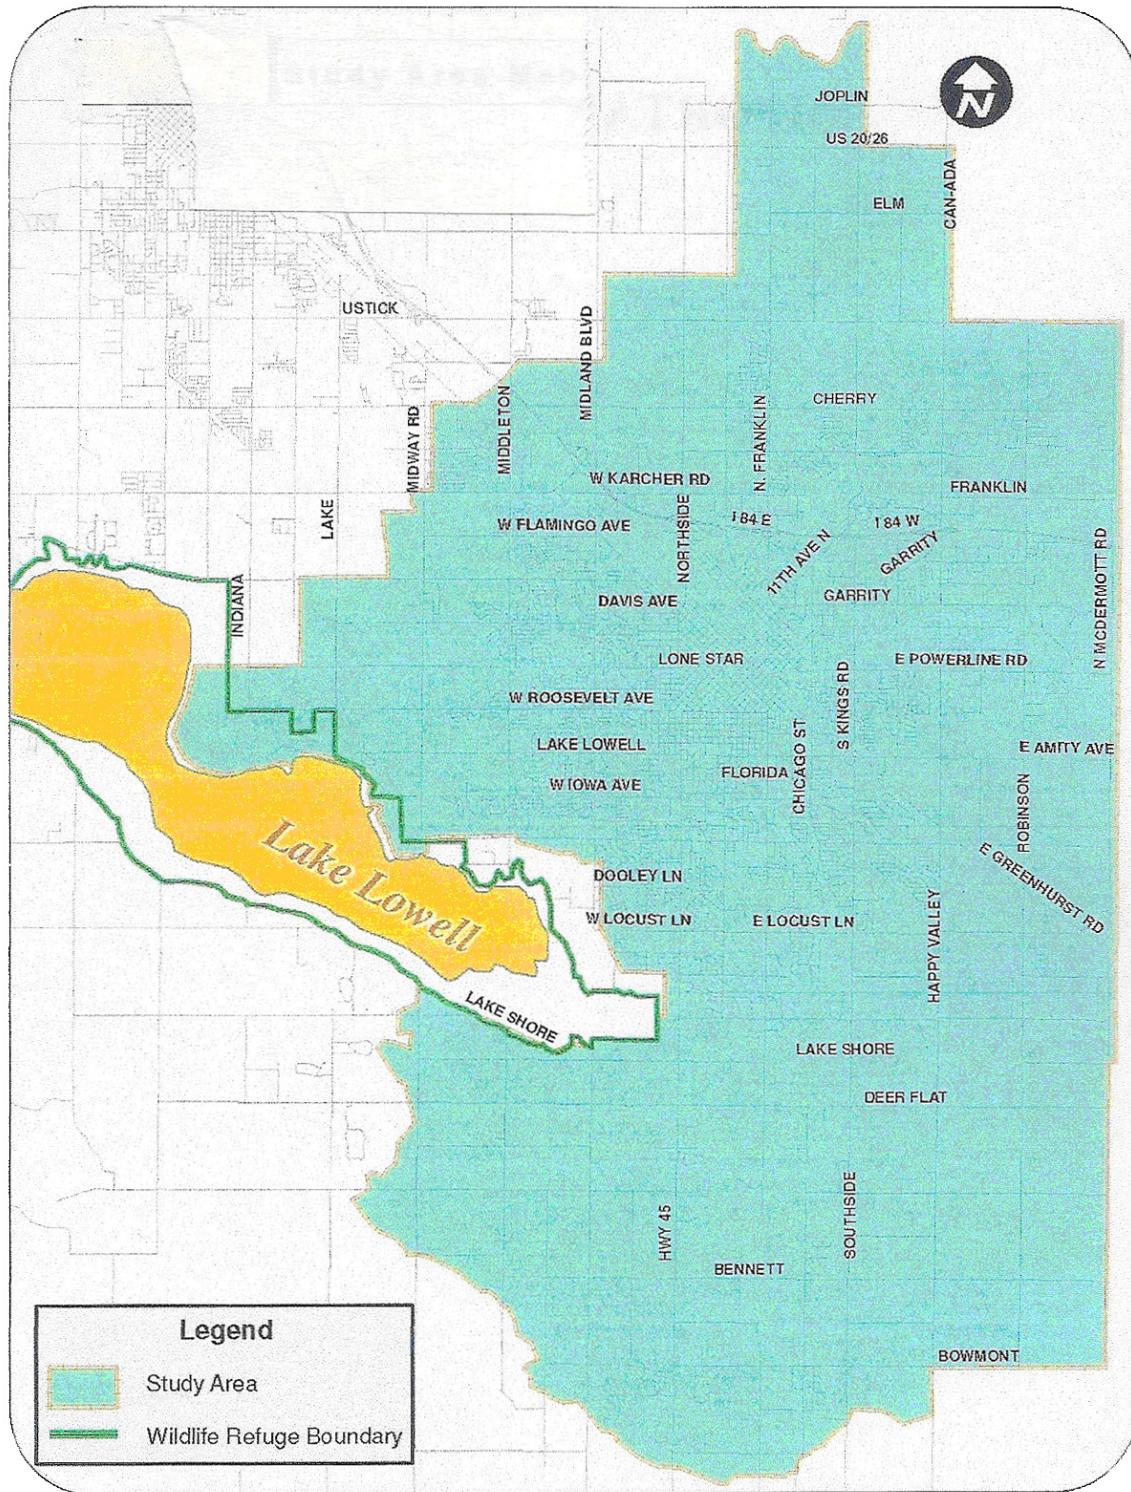 JOPLIN
N
US 20/26
CAN-ADA
ELM
USTICK
MIDLAND BLVD
MIDDLETON
MIDWAY RD
CHERRY
N. FRANKLIN
W KARCHER RD
FRANKLIN
LAKE
W FLAMINGO AVE
NORTHSIDE
I 84 E
I 84 W
11TH AVE N
GARRITY
N MCDERMOTT RD
INDIANA
DAVIS AVE
GARRITY
LONE STAR
E POWERLINE RD
W ROOSEVELT AVE
S KINGS RD
LAKE LOWELL
E AMITY AVE
FLORIDA
CHICAGO ST
W IOWA AVE
ROBINSON
Lake Lowell
DOOLEY LN
E GREENHURST RD
W LOCUST LN
E LOCUST LN
HAPPY VALLEY
LAKE SHORE
LAKE SHORE
DEER FLAT
HWY 45
SOUTHSIDE
BENNETT
BOWMONT
Legend
Study Area
Wildlife Refuge Boundary